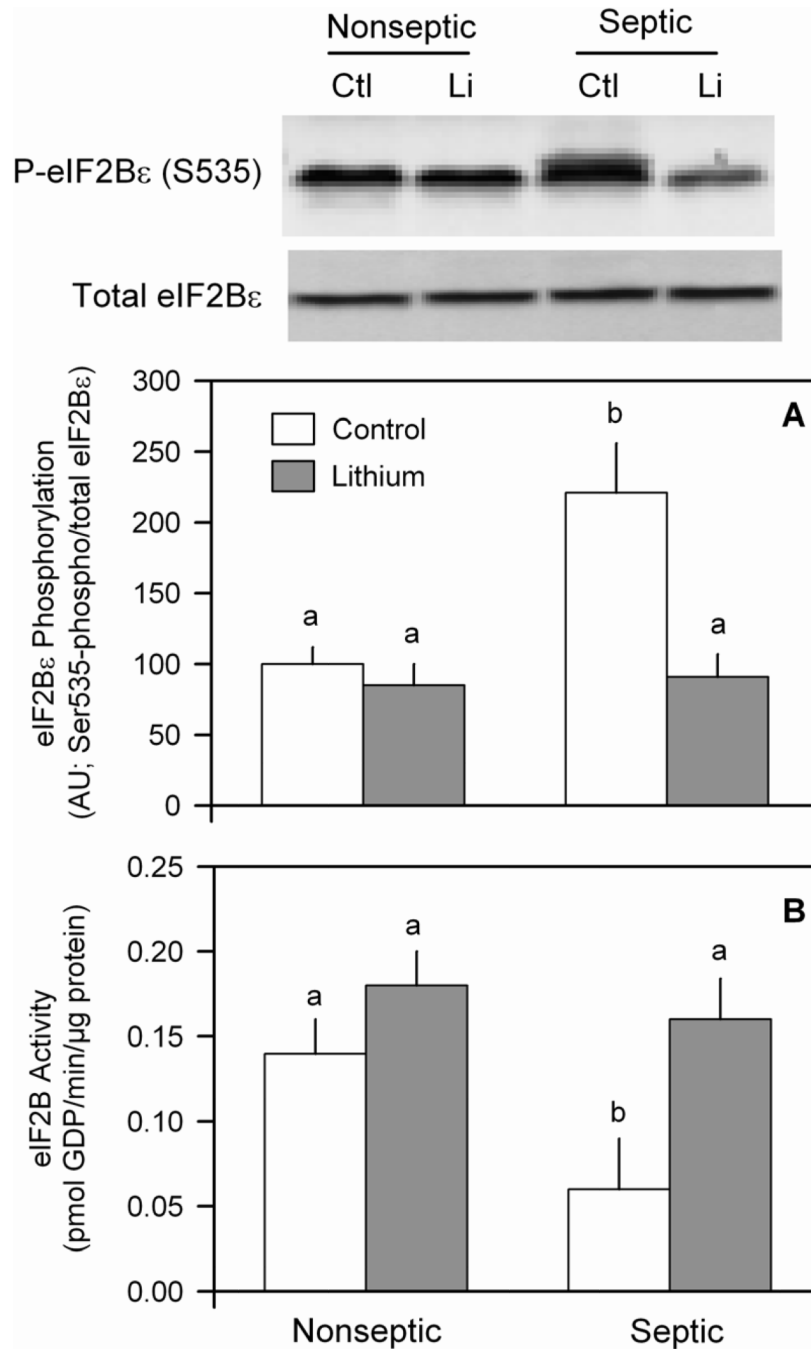 Nonseptic Septic
Ctl Li Ctl Li
P-eIF2Bε (S535)
Total eIF2Bε
A
eIF2Bε Phosphorylation
(AU; Ser535-phospho/total eIF2Bε)
300
250
200
150
100
50
0
Control
Lithium
a a b a
B
eIF2B Activity
(pmol GDP/min/µg protein)
0.25
0.20
0.15
0.10
0.05
0.00
a a b a
Nonseptic Septic